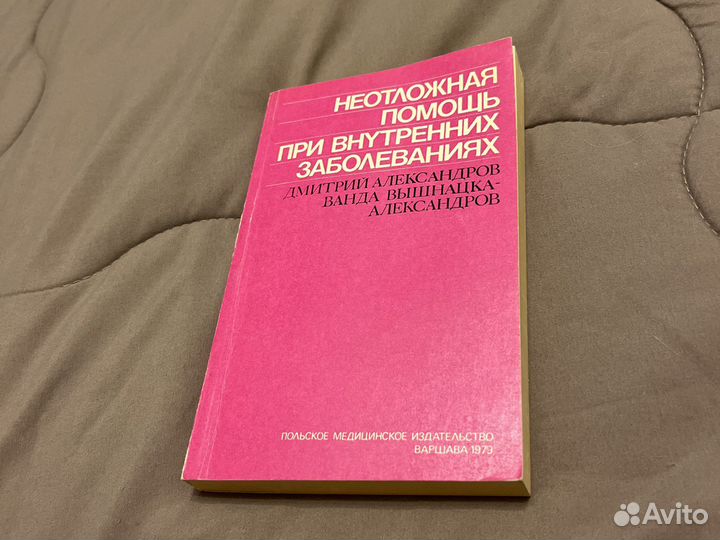 НЕОТЛОЖНАЯ
ПОМОЩЬ
ПРИ ВНУТРЕННИХ
ЗАБОЛЕВАНИЯХ
ДМИТРИЙ АЛЕКСАНДРОВ
ВАНДА ВЫШНАЦКА-
АЛЕКСАНДРОВ
ПОЛЬСКОЕ МЕДИЦИНСКОЕ ИЗДАТЕЛЬСТВО
ВАРШАВА 1979
Avito